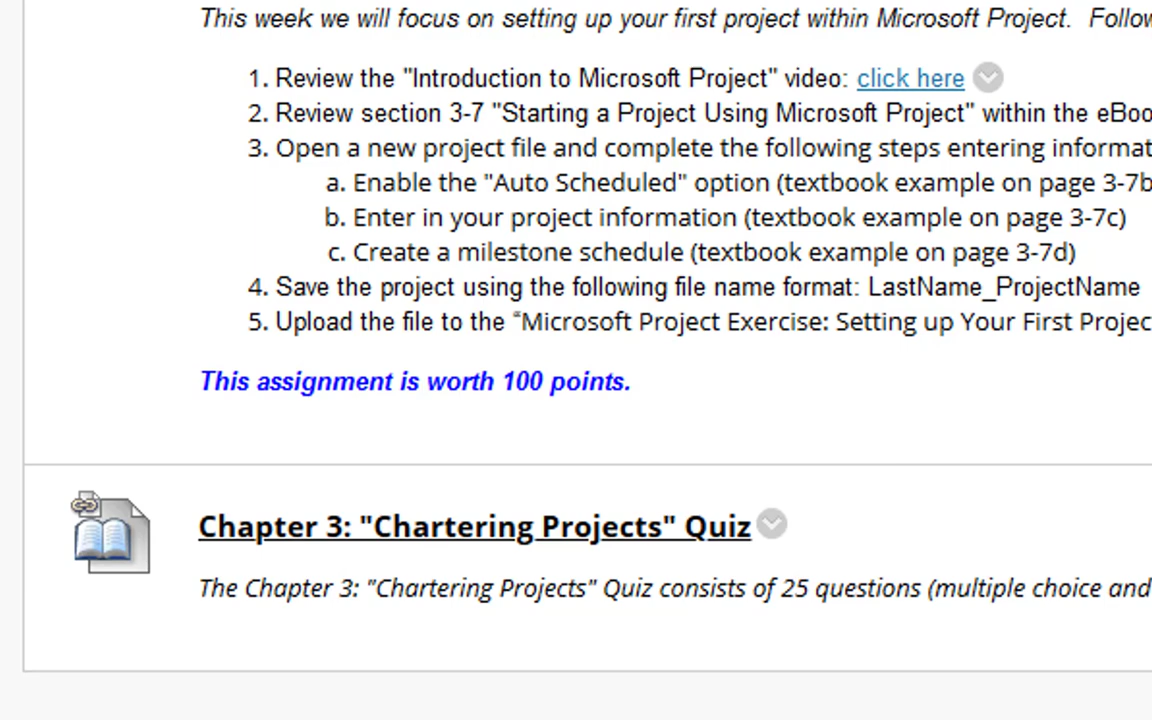 This week we will focus on setting up your first project within Microsoft Project. Follow
1. Review the "Introduction to Microsoft Project" video: click here
2. Review section 3-7 "Starting a Project Using Microsoft Project" within the eBoo
3. Open a new project file and complete the following steps entering informat
a. Enable the "Auto Scheduled" option (textbook example on page 3-7b
b. Enter in your project information (textbook example on page 3-7c)
c. Create a milestone schedule (textbook example on page 3-7d)
4. Save the project using the following file name format: LastName_ProjectName
5. Upload the file to the “Microsoft Project Exercise: Setting up Your First Projec
This assignment is worth 100 points.
Chapter 3: "Chartering Projects" Quiz
The Chapter 3: "Chartering Projects" Quiz consists of 25 questions (multiple choice and